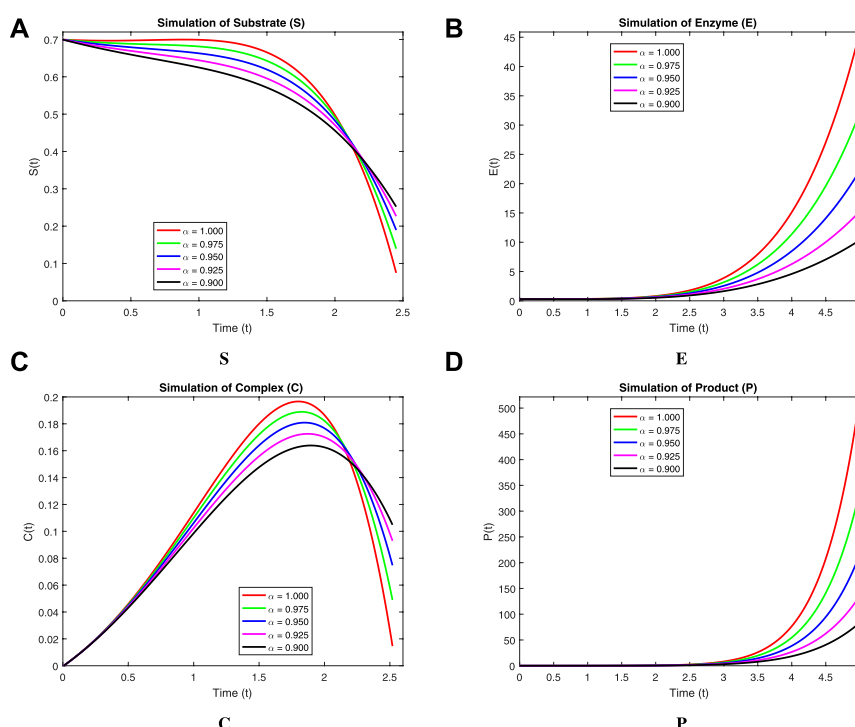 A
Simulation of Substrate (S)
0.7
0.6
0.5
0.4
0.3
0.2
0.1
0
S(t)
α = 1.000
α = 0.975
α = 0.950
α = 0.925
α = 0.900
0 0.5 1 1.5 2 2.5
Time (t)
S
B
Simulation of Enzyme (E)
45
40
35
30
25
20
15
10
5
0
E(t)
α = 1.000
α = 0.975
α = 0.950
α = 0.925
α = 0.900
0 0.5 1 1.5 2 2.5 3 3.5 4 4.5
Time (t)
E
C
Simulation of Complex (C)
0.2
0.18
0.16
0.14
0.12
0.1
0.08
0.06
0.04
0.02
0
C(t)
α = 1.000
α = 0.975
α = 0.950
α = 0.925
α = 0.900
0 0.5 1 1.5 2 2.5
Time (t)
C
D
Simulation of Product (P)
500
450
400
350
300
250
200
150
100
50
0
P(t)
α = 1.000
α = 0.975
α = 0.950
α = 0.925
α = 0.900
0 0.5 1 1.5 2 2.5 3 3.5 4 4.5
Time (t)
P